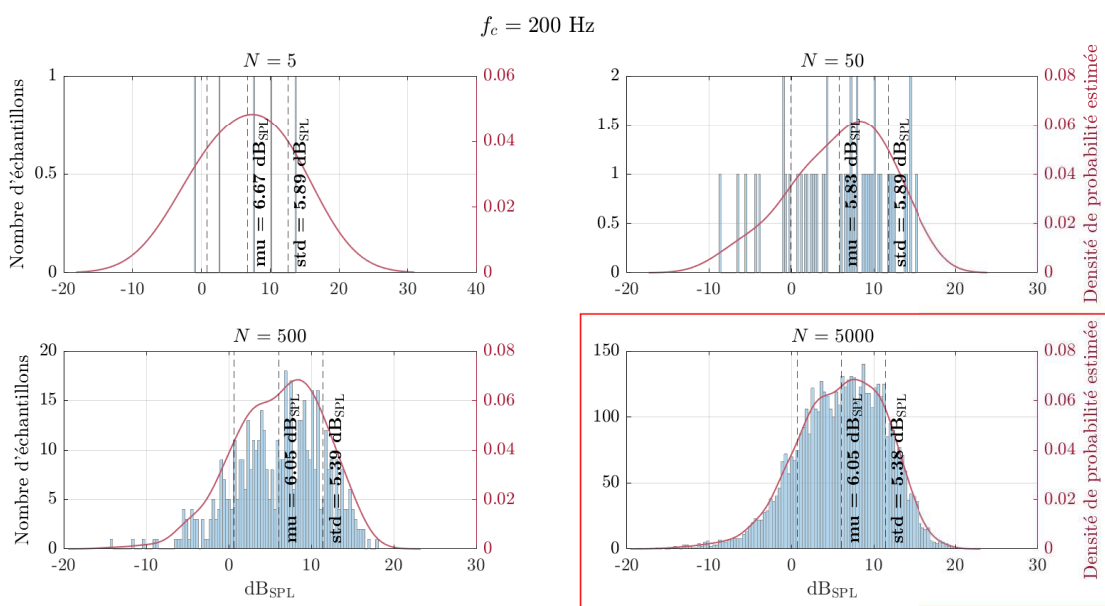 f_c = 200 Hz
N = 5
Nombre d'échantillons
1
0.5
0
0.06
0.04
0.02
0
mu = 6.67 dB_SPL
std = 5.89 dB_SPL
-20 -10 0 10 20 30 40
N = 50
2
1.5
1
0.5
0
0.08
0.06
0.04
0.02
0
Densité de probabilité estimée
mu = 5.83 dB_SPL
std = 5.89 dB_SPL
-20 -10 0 10 20 30
N = 500
Nombre d'échantillons
20
15
10
5
0
0.08
0.06
0.04
0.02
0
mu = 6.05 dB_SPL
std = 5.39 dB_SPL
-20 -10 0 10 20 30
dB_SPL
N = 5000
150
100
50
0
0.08
0.06
0.04
0.02
0
Densité de probabilité estimée
mu = 6.05 dB_SPL
std = 5.38 dB_SPL
-20 -10 0 10 20 30
dB_SPL